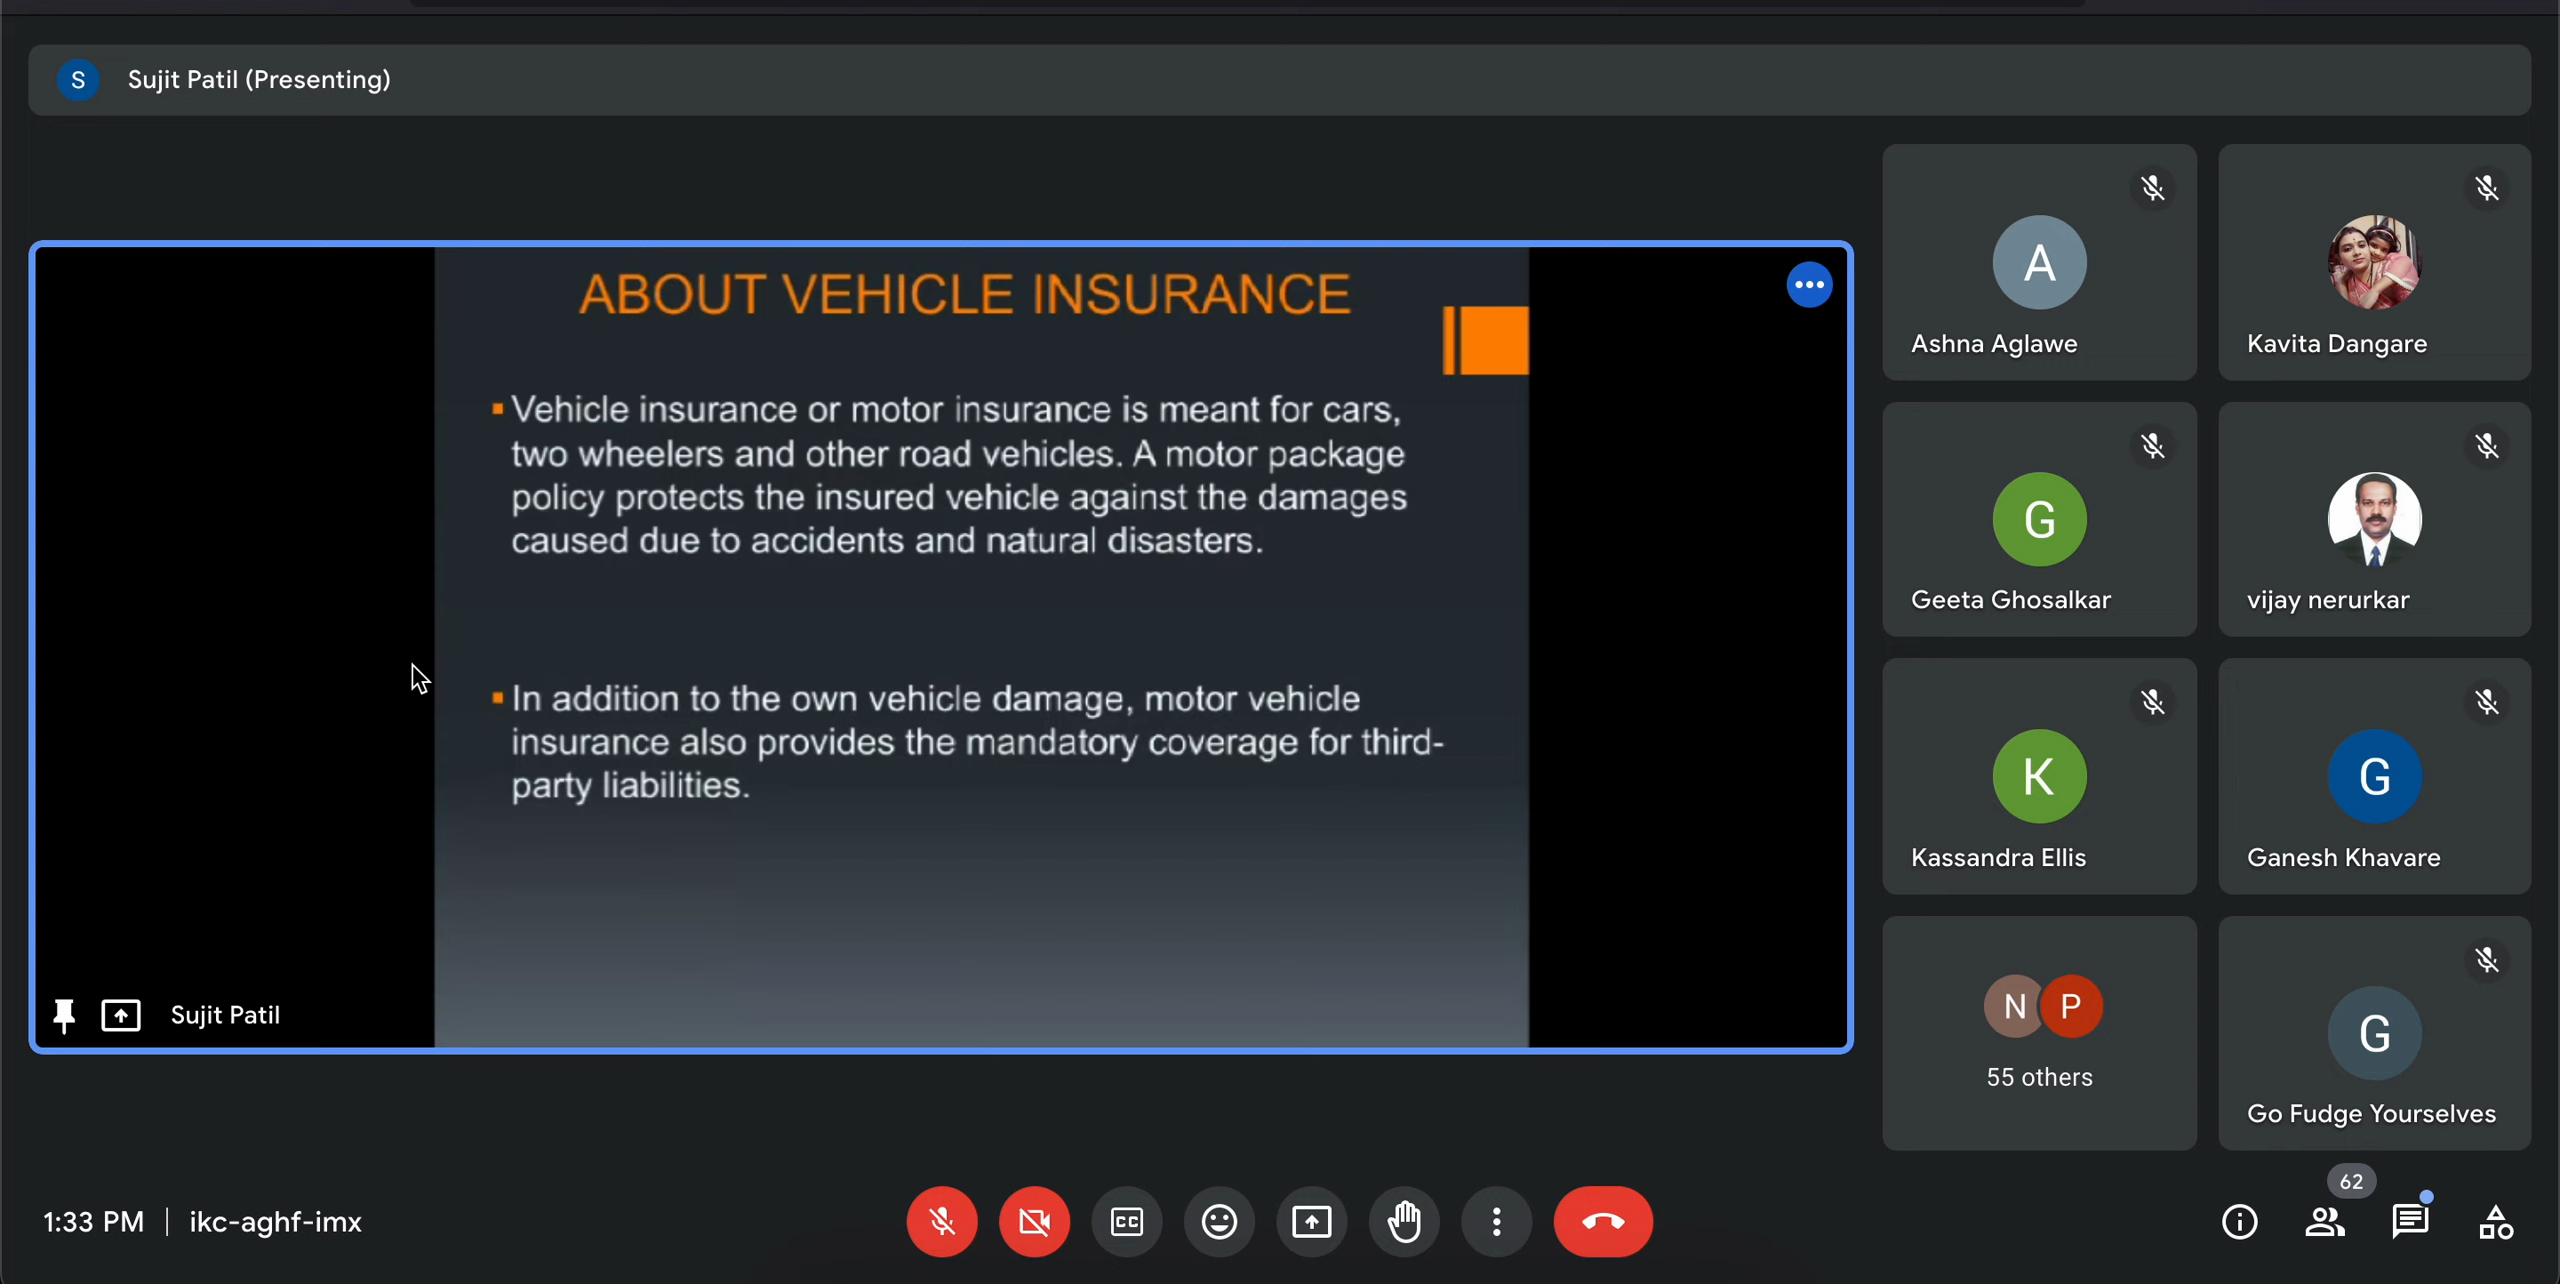 S Sujit Patil (Presenting)
ABOUT VEHICLE INSURANCE
Vehicle insurance or motor insurance is meant for cars,
two wheelers and other road vehicles. A motor package
policy protects the insured vehicle against the damages
caused due to accidents and natural disasters.
In addition to the own vehicle damage, motor vehicle
insurance also provides the mandatory coverage for third-
party liabilities.
Sujit Patil
A
Ashna Aglawe
Kavita Dangare
G
Geeta Ghosalkar
vijay nerurkar
K
Kassandra Ellis
G
Ganesh Khavare
N P
55 others
G
Go Fudge Yourselves
1:33 PM | ikc-aghf-imx
CC
62